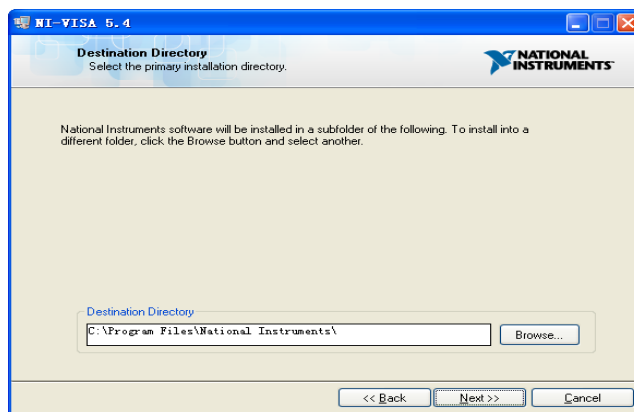 NI-VISA 5.4
Destination Directory
Select the primary installation directory.
NATIONAL
INSTRUMENTS™
National Instruments software will be installed in a subfolder of the following. To install into a
different folder, click the Browse button and select another.
Destination Directory
C:\Program Files\National Instruments\
Browse...
<< Back
Next >>
Cancel